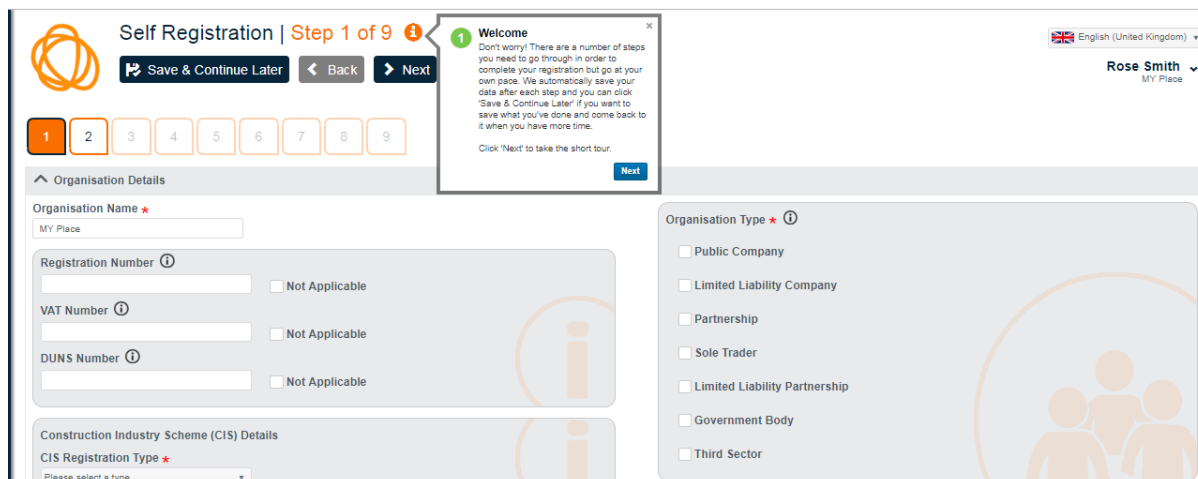 Self Registration | Step 1 of 9
Save & Continue Later
Back
Next
1
Welcome
Don't worry! There are a number of steps
you need to go through in order to
complete your registration but go at your
own pace. We automatically save your
data after each step and you can click
'Save & Continue Later' if you want to
save what you've done and come back to
it when you have more time.
Click 'Next' to take the short tour.
Next
English (United Kingdom)
Rose Smith
MY Place
1 2 3 4 5 6 7 8 9
Organisation Details
Organisation Name *
MY Place
Registration Number
Not Applicable
VAT Number
Not Applicable
DUNS Number
Not Applicable
Construction Industry Scheme (CIS) Details
CIS Registration Type *
Please select a type
Organisation Type *
Public Company
Limited Liability Company
Partnership
Sole Trader
Limited Liability Partnership
Government Body
Third Sector